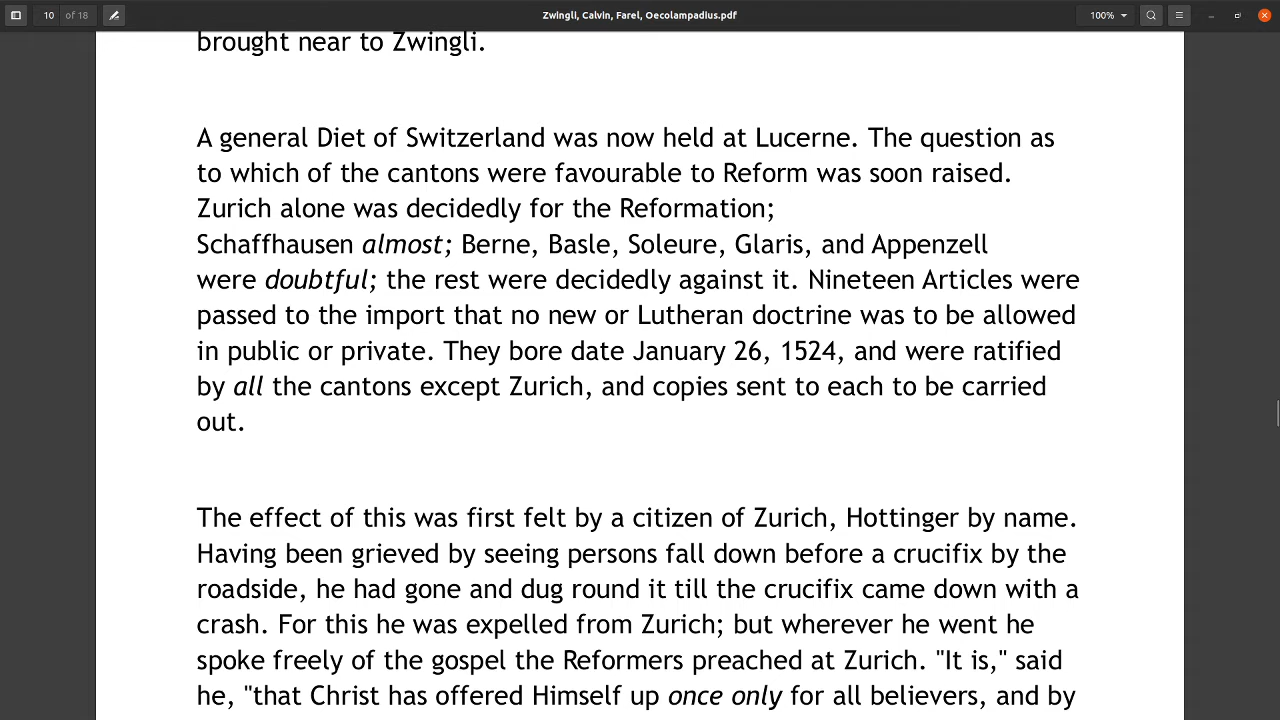 10 of 18
Zwingli, Calvin, Farel, Oecolampadius.pdf
100%
brought near to Zwingli.
A general Diet of Switzerland was now held at Lucerne. The question as
to which of the cantons were favourable to Reform was soon raised.
Zurich alone was decidedly for the Reformation;
Schaffhausen almost; Berne, Basle, Soleure, Glaris, and Appenzell
were doubtful; the rest were decidedly against it. Nineteen Articles were
passed to the import that no new or Lutheran doctrine was to be allowed
in public or private. They bore date January 26, 1524, and were ratified
by all the cantons except Zurich, and copies sent to each to be carried
out.
The effect of this was first felt by a citizen of Zurich, Hottinger by name.
Having been grieved by seeing persons fall down before a crucifix by the
roadside, he had gone and dug round it till the crucifix came down with a
crash. For this he was expelled from Zurich; but wherever he went he
spoke freely of the gospel the Reformers preached at Zurich. "It is," said
he, "that Christ has offered Himself up once only for all believers, and by